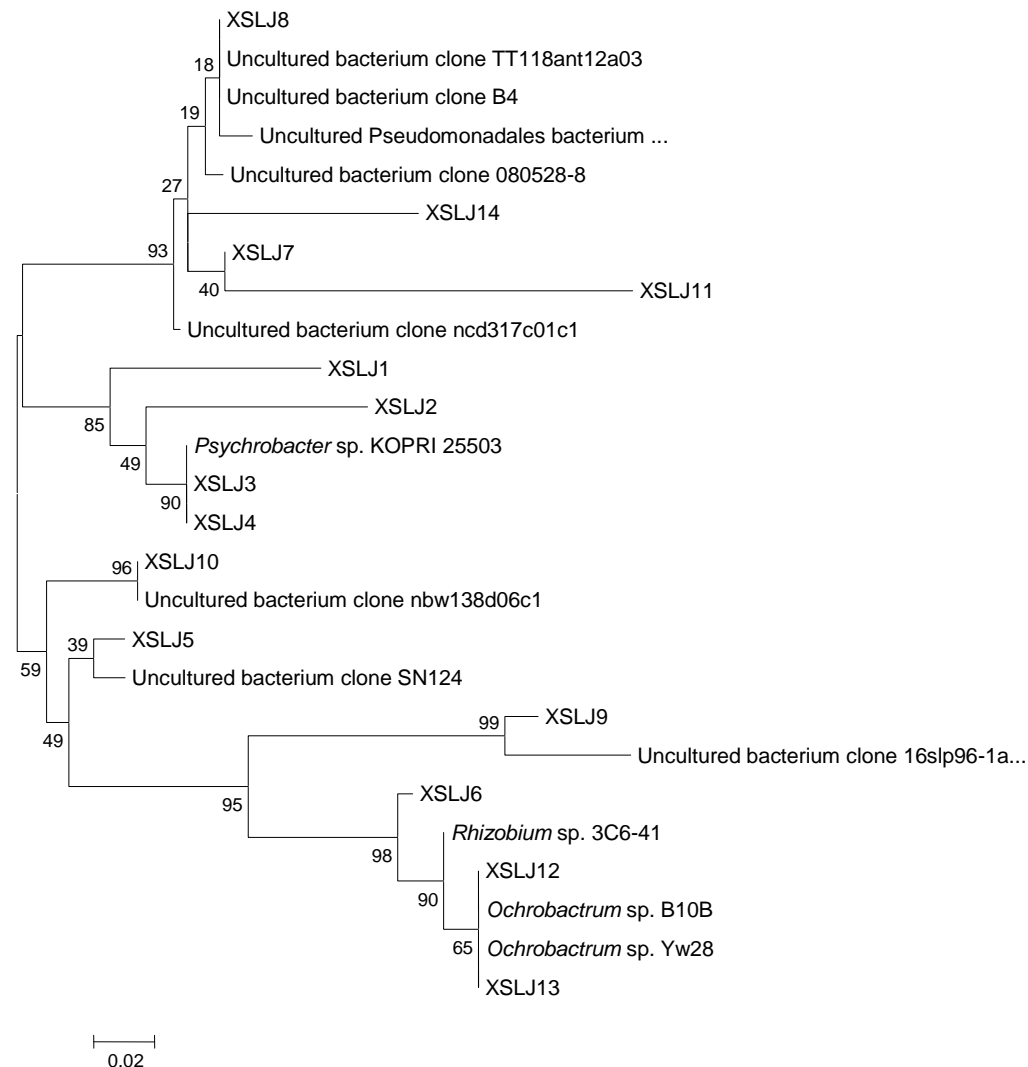 XSLJ8
Uncultured bacterium clone TT118ant12a03
18
Uncultured bacterium clone B4
19
Uncultured Pseudomonadales bacterium ...
Uncultured bacterium clone 080528-8
27
XSLJ14
93
XSLJ7
40
XSLJ11
Uncultured bacterium clone ncd317c01c1
XSLJ1
85
XSLJ2
49
Psychrobacter sp. KOPRI 25503
XSLJ3
90
XSLJ4
96
XSLJ10
Uncultured bacterium clone nbw138d06c1
39
XSLJ5
59
Uncultured bacterium clone SN124
49
99
XSLJ9
Uncultured bacterium clone 16slp96-1a...
95
XSLJ6
98
Rhizobium sp. 3C6-41
90
XSLJ12
Ochrobactrum sp. B10B
65
Ochrobactrum sp. Yw28
XSLJ13
0.02